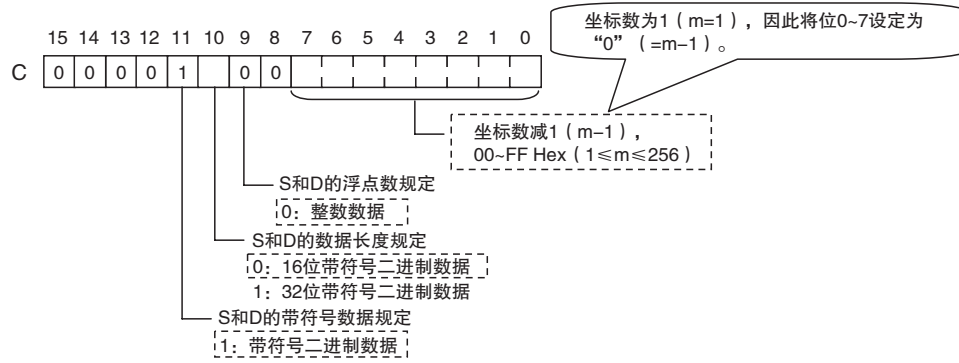 坐标数为1（m=1），因此将位0~7设定为
“0”（=m−1）。
15 14 13 12 11 10 9 8 7 6 5 4 3 2 1 0
C 0 0 0 0 1 0 0
坐标数减1（m−1），
00~FF Hex（1≤m≤256）
S和D的浮点数规定
0：整数数据
S和D的数据长度规定
0：16位带符号二进制数据
1：32位带符号二进制数据
S和D的带符号数据规定
1：带符号二进制数据